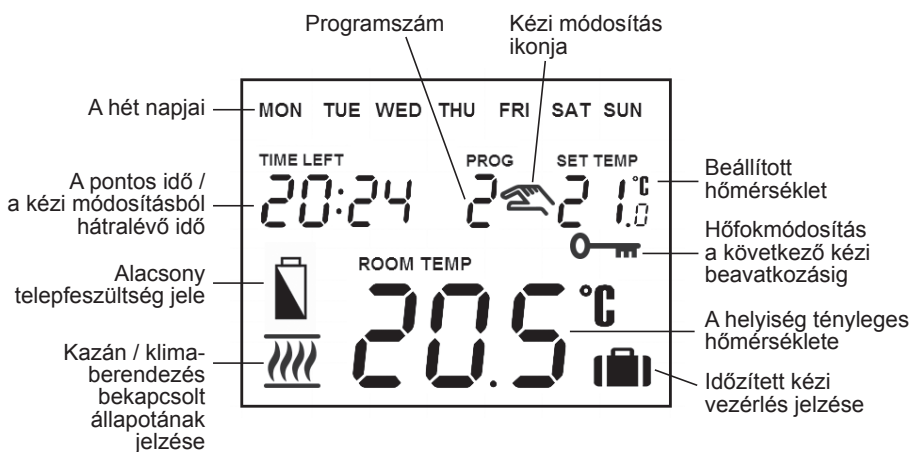 Programszám
Kézi módosítás
ikonja
A hét napjai
MON TUE WED THU FRI SAT SUN
TIME LEFT PROG SET TEMP
20:24 2 21.0 °C
A pontos idő /
a kézi módosításból
hátralévő idő
Beállított
hőmérséklet
Hőfokmódosítás
a következő kézi
beavatkozásig
Alacsony
telepfeszültség jele
ROOM TEMP
20.5 °C
A helyiség tényleges
hőmérséklete
Kazán / klima-
berendezés
bekapcsolt
állapotának
jelzése
Időzített kézi
vezérlés jelzése